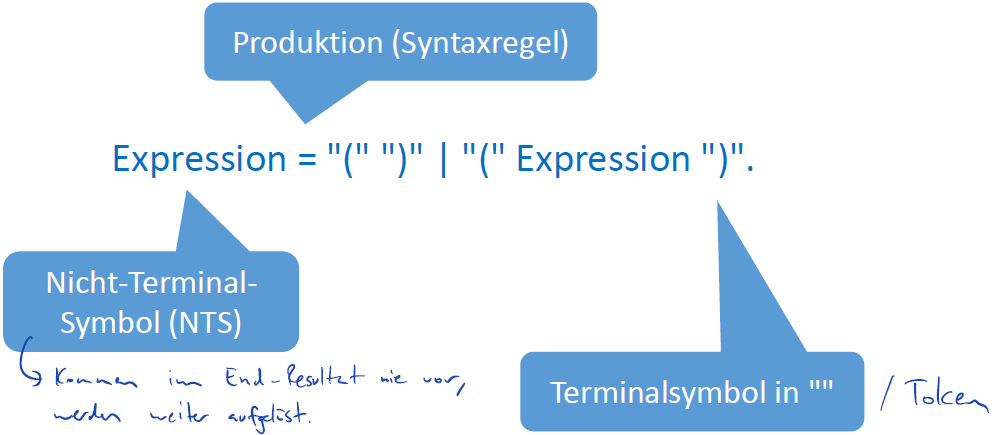 Produktion (Syntaxregel)
Expression = "(" ")" | "(" Expression ")".
Nicht-Terminal-
Symbol (NTS)
Kommen im End-Resultat nie vor,
werden weiter aufgelöst.
Terminalsymbol in "" / Token